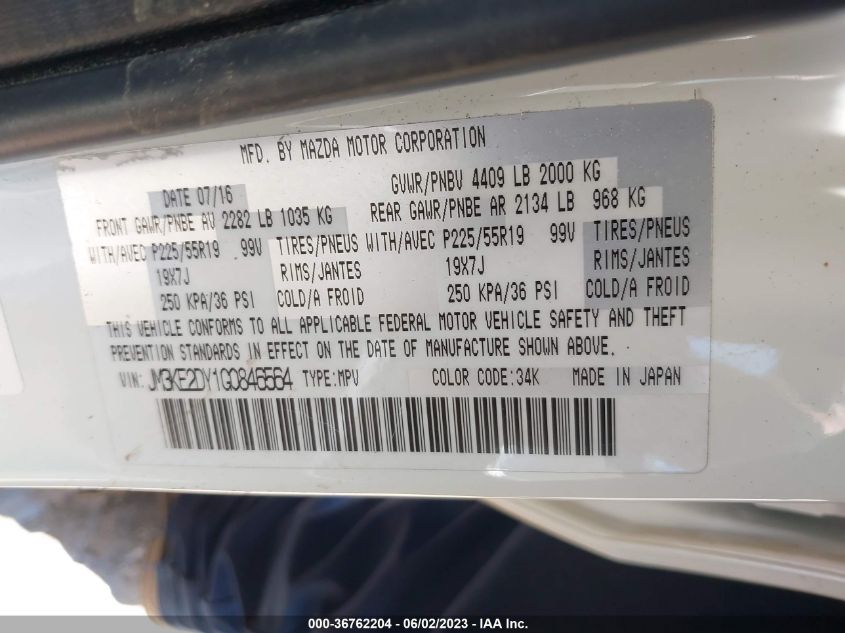 MFD. BY MAZDA MOTOR CORPORATION
DATE 07/16 GVWR/PNBV 4409 LB 2000 KG
FRONT GAWR/PNBE AV 2282 LB 1035 KG REAR GAWR/PNBE AR 2134 LB 968 KG
WITH/AVEC P225/55R19 99V TIRES/PNEUS WITH/AVEC P225/55R19 99V TIRES/PNEUS
19X7J RIMS/JANTES 19X7J RIMS/JANTES
250 KPA/36 PSI COLD/A FROID 250 KPA/36 PSI COLD/A FROID
THIS VEHICLE CONFORMS TO ALL APPLICABLE FEDERAL MOTOR VEHICLE SAFETY AND THEFT
PREVENTION STANDARDS IN EFFECT ON THE DATE OF MANUFACTURE SHOWN ABOVE.
VIN: JM3KE2DY1G0846564 TYPE:MPV COLOR CODE:34K MADE IN JAPAN
000-36762204 - 06/02/2023 - IAA Inc.